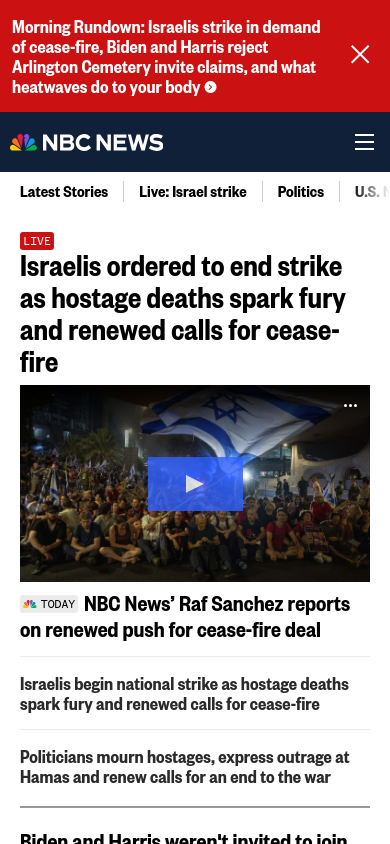 Morning Rundown: Israelis strike in demand
of cease-fire, Biden and Harris reject
Arlington Cemetery invite claims, and what
heatwaves do to your body
NBC NEWS
Latest Stories
Live: Israel strike
Politics
U.S.
LIVE
Israelis ordered to end strike
as hostage deaths spark fury
and renewed calls for cease-
fire
TODAY NBC News’ Raf Sanchez reports
on renewed push for cease-fire deal
Israelis begin national strike as hostage deaths
spark fury and renewed calls for cease-fire
Politicians mourn hostages, express outrage at
Hamas and renew calls for an end to the war
Biden and Harris weren't invited to join